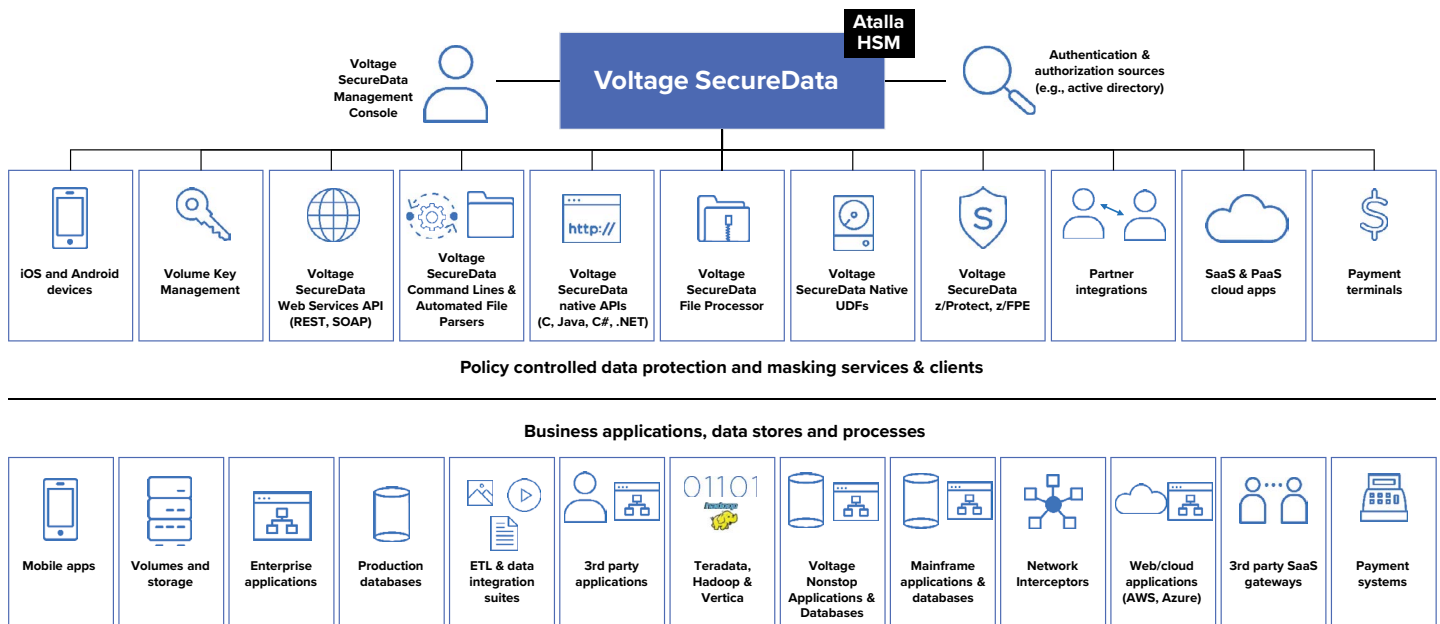 Atalla
HSM
Voltage
SecureData
Management
Console
Voltage SecureData
Authentication &
authorization sources
(e.g., active directory)
http://
iOS and Android
devices
Volume Key
Management
Voltage
SecureData
Web Services API
(REST, SOAP)
Voltage
SecureData
Command Lines &
Automated File
Parsers
Voltage
SecureData
native APIs
(C, Java, C#, .NET)
Voltage
SecureData
File Processor
Voltage
SecureData Native
UDFs
S
Voltage
SecureData
z/Protect, z/FPE
Partner
integrations
SaaS & PaaS
cloud apps
$
Payment
terminals
Policy controlled data protection and masking services & clients
Business applications, data stores and processes
Mobile apps
Volumes and
storage
Enterprise
applications
Production
databases
ETL & data
integration
suites
3rd party
applications
01101
hadoop
Teradata,
Hadoop &
Vertica
Voltage
Nonstop
Applications &
Databases
Mainframe
applications &
databases
Network
Interceptors
Web/cloud
applications
(AWS, Azure)
3rd party SaaS
gateways
Payment
systems